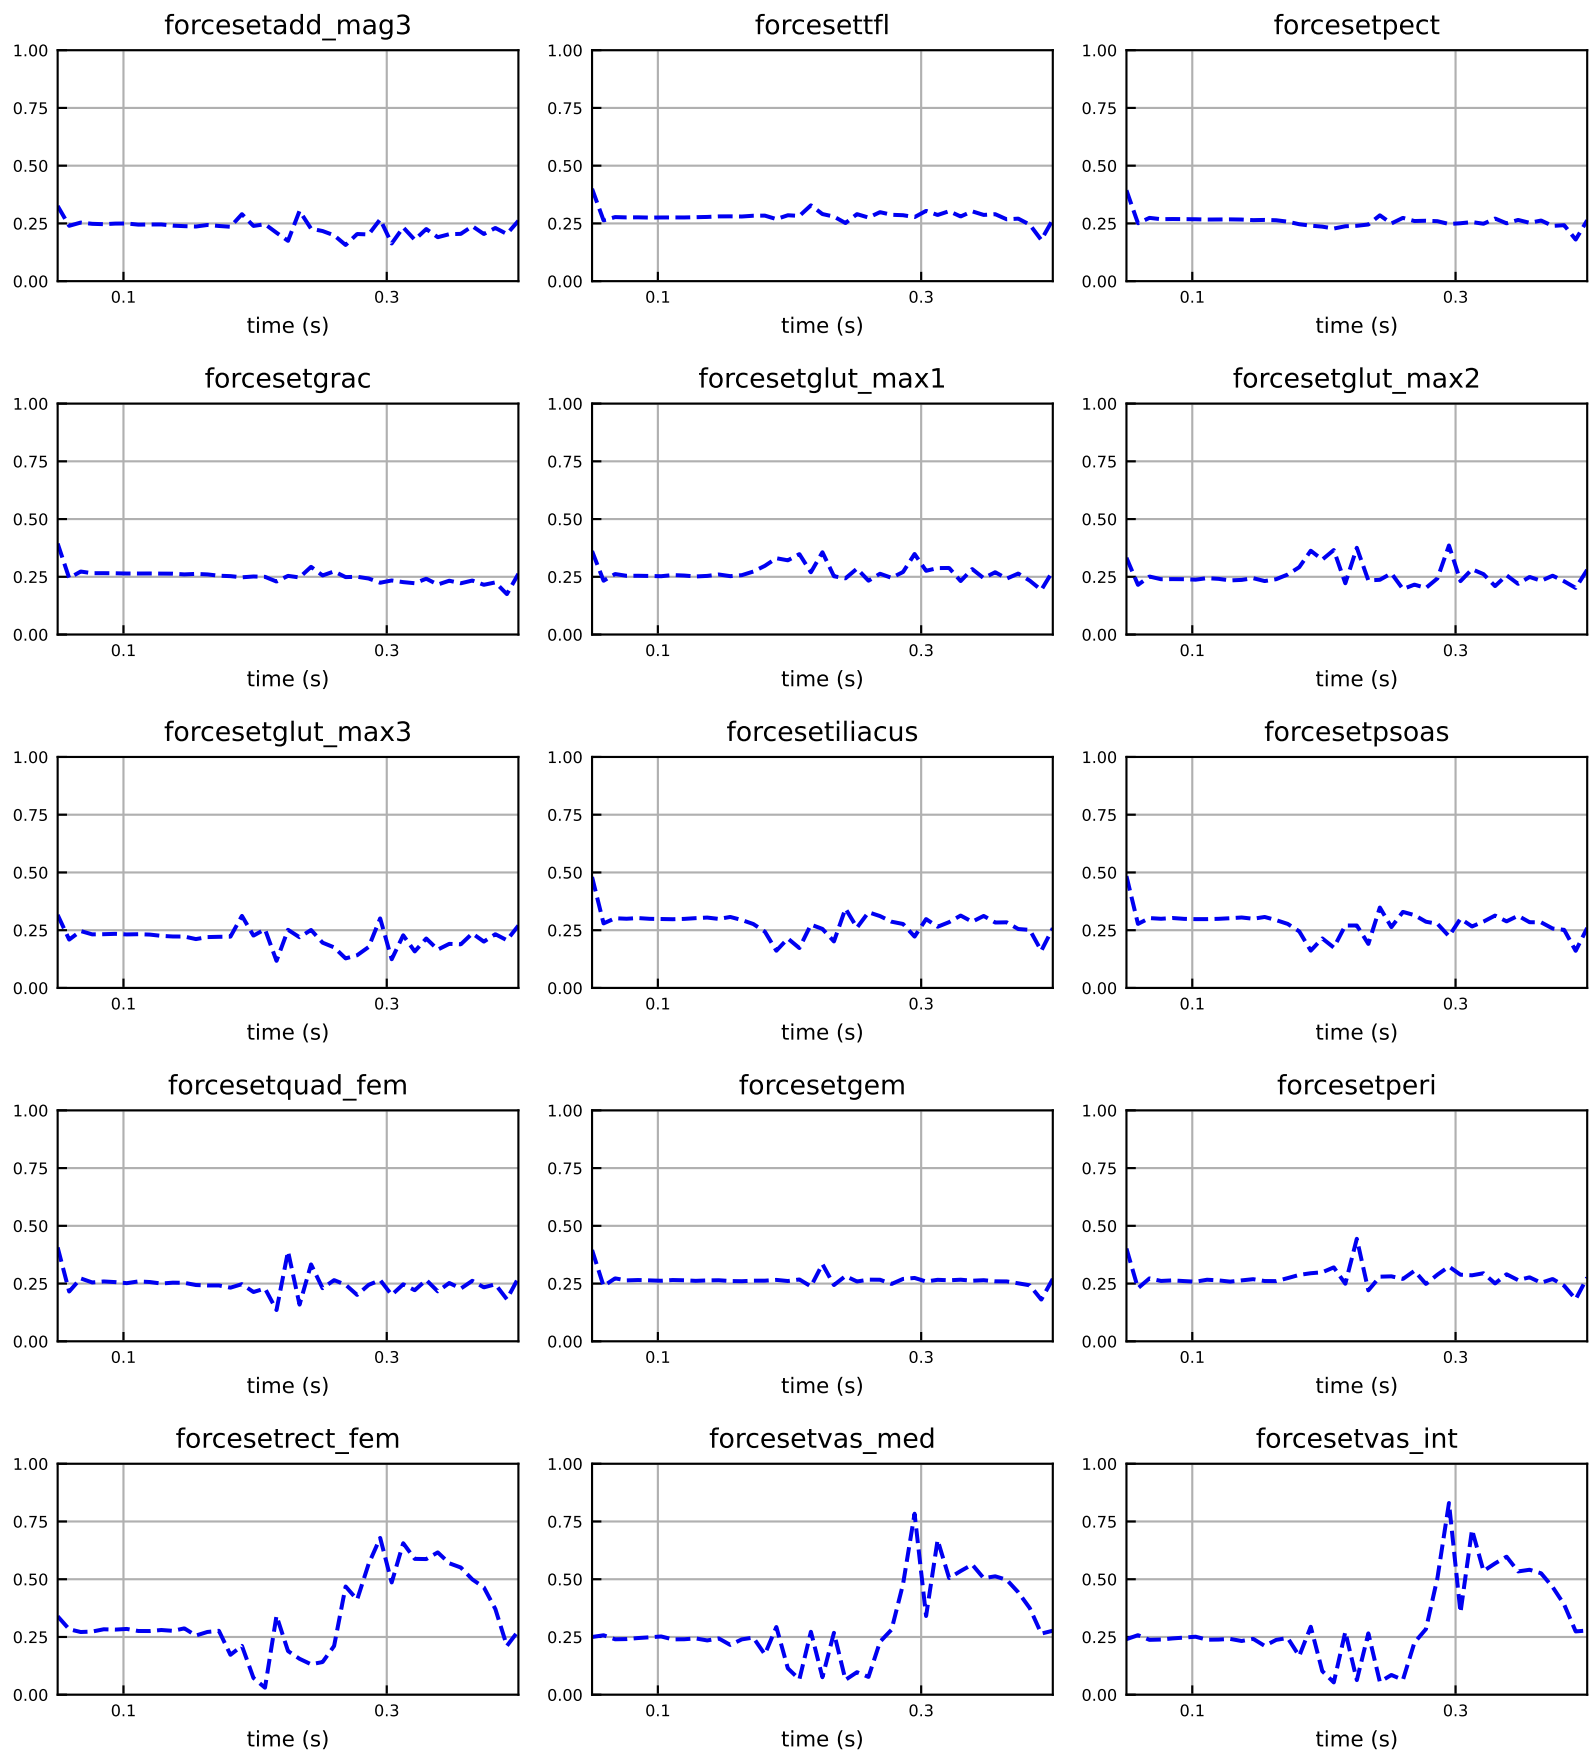 forcesetadd_mag3 forcesettfl forcesetpect
1.00 1.00 1.00
0.75 0.75 0.75
0.50 0.50 0.50
0.25 0.25 0.25
0.00 0.00 0.00
0.1 0.3 0.1 0.3 0.1 0.3
time (s) time (s) time (s)
forcesetgrac forcesetglut_max1 forcesetglut_max2
1.00 1.00 1.00
0.75 0.75 0.75
0.50 0.50 0.50
0.25 0.25 0.25
0.00 0.00 0.00
0.1 0.3 0.1 0.3 0.1 0.3
time (s) time (s) time (s)
forcesetglut_max3 forcesetiliacus forcesetpsoas
1.00 1.00 1.00
0.75 0.75 0.75
0.50 0.50 0.50
0.25 0.25 0.25
0.00 0.00 0.00
0.1 0.3 0.1 0.3 0.1 0.3
time (s) time (s) time (s)
forcesetquad_fem forcesetgem forcesetperi
1.00 1.00 1.00
0.75 0.75 0.75
0.50 0.50 0.50
0.25 0.25 0.25
0.00 0.00 0.00
0.1 0.3 0.1 0.3 0.1 0.3
time (s) time (s) time (s)
forcesetrect_fem forcesetvas_med forcesetvas_int
1.00 1.00 1.00
0.75 0.75 0.75
0.50 0.50 0.50
0.25 0.25 0.25
0.00 0.00 0.00
0.1 0.3 0.1 0.3 0.1 0.3
time (s) time (s) time (s)